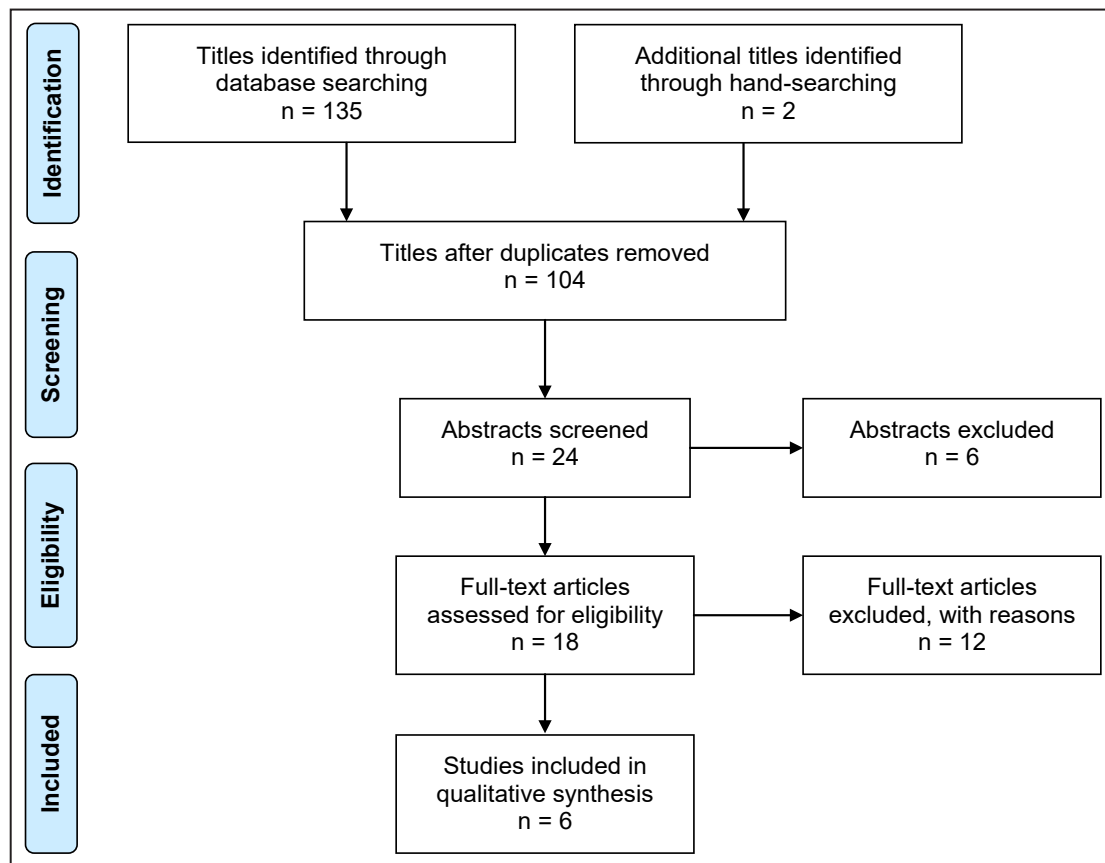 Identification
Titles identified through
database searching
n = 135
Additional titles identified
through hand-searching
n = 2
Screening
Titles after duplicates removed
n = 104
Abstracts screened
n = 24
Abstracts excluded
n = 6
Eligibility
Full-text articles
assessed for eligibility
n = 18
Full-text articles
excluded, with reasons
n = 12
Included
Studies included in
qualitative synthesis
n = 6